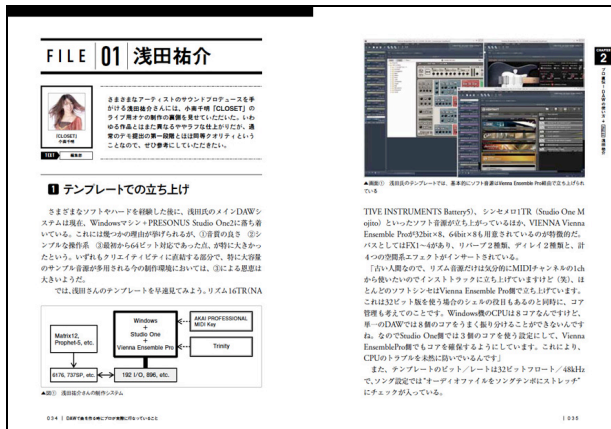 FILE 01 浅田祐介
さまざまなアーティストのサウンドプロデュースを手
がける浅田祐介さんには、小南千明「CLOSET」の
ライブ用オケの制作の裏側を見せていただいた。いわ
ゆる作品とはまた異なるややラフな仕上がりだが、通
常のデモ提出の第一段階とほぼ同等クオリティという
ことなので、ぜひ参考にしていただきたい。
「CLOSET」
小南千明
TEXT 編集部
1 テンプレートでの立ち上げ
さまざまなソフトやハードを経験した後に、浅田氏のメインDAWシ
ステムは現在、Windowsマシン+PRESONUS Studio One2に落ち着
いている。これには幾つかの理由が挙げられるが、①音質の良さ ②シ
ンプルな操作系 ③最初から64ビット対応であった点、が特に大きかっ
たという。いずれもクリエイティビティに直結する部分で、特に大容量
のサンプル音源が多用される今の制作環境においては、③による恩恵は
大きいようだ。
では、浅田さんのテンプレートを早速見てみよう。リズム16TR(NA
Matrix12,
Prophet-5, etc.
Windows
+
Studio One
+
Vienna Ensemble Pro
AKAI PROFESSIONAL
MIDI Key
Trinity
6176, 737SP, etc.
192 I/O, 896, etc.
▲図① 浅田祐介さんの制作システム
034 | DAWで曲を作る時にプロが実際に行なっていること
▲画面① 浅田氏のテンプレートでは、基本的にソフト音源はVienna Ensemble Pro経由で立ち上げられ
ている
TIVE INSTRUMENTS Battery5)、シンセメロ1TR（Studio One M
ojito）といったソフト音源が立ち上がっているほか、VIENNA Vienna
Ensemble Proが32bit×8、64bit×8も用意されているのが特徴的だ。
バスとしてはFX1〜4があり、リバーブ2種類、ディレイ2種類と、計
4つの空間系エフェクトがインサートされている。
「古い人間なので、リズム音源だけは気分的にMIDIチャンネルの1ch
から使いたいのでインストトラックに立ち上げていますけど（笑）、ほ
とんどのソフトシンセはVienna Ensemble Pro側で立ち上げています。
これは32ビット版を使う場合のシェルの役目もあるのと同時に、コア
管理も考えてのことです。Windows機のCPUは8コアなんですけど、
単一のDAWでは8個のコアをうまく振り分けることができないんです
ね。なのでStudio One側では3個のコアを使う設定にして、Vienna
EnsemblePro側でもコアを確保するようにしています。これにより、
CPUのトラブルを未然に防いでいるんです」
また、テンプレートのビット／レートは32ビットフロート／48kHz
で、ソング設定では"オーディオファイルをソングテンポにストレッチ"
にチェックが入っている。
CHAPTER
2
浅田祐介
035